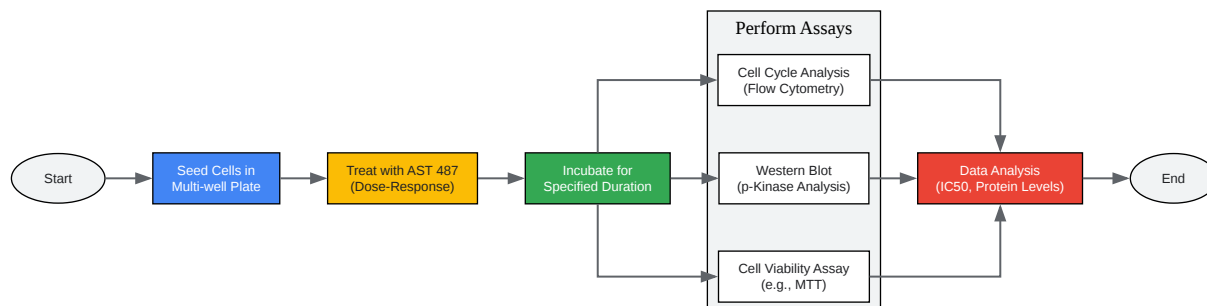 Start
Seed Cells in
Multi-well Plate
Treat with AST 487
(Dose-Response)
Incubate for
Specified Duration
Perform Assays
Cell Cycle Analysis
(Flow Cytometry)
Western Blot
(p-Kinase Analysis)
Cell Viability Assay
(e.g., MTT)
Data Analysis
(IC50, Protein Levels)
End